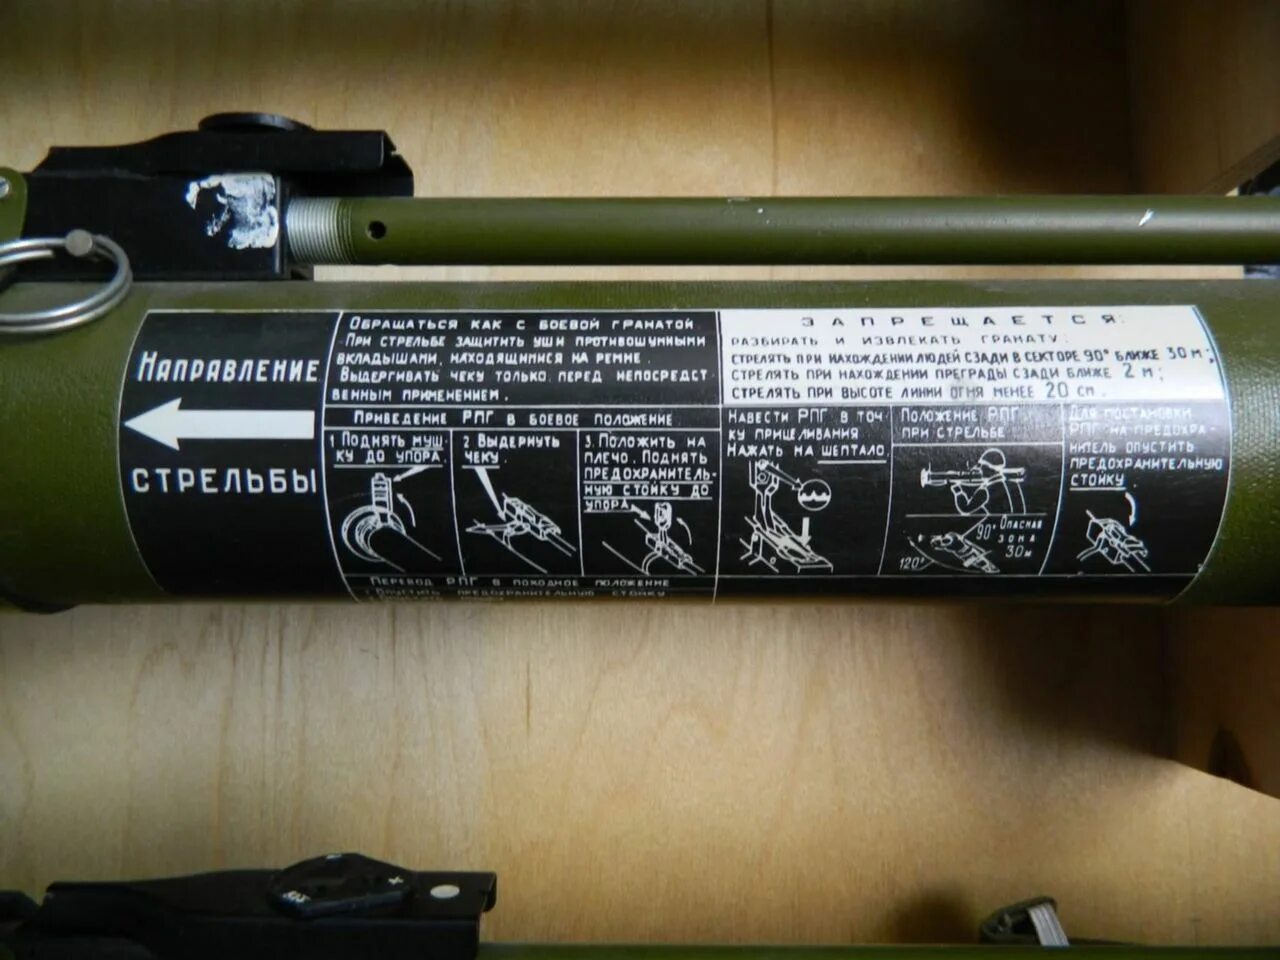 Направление
стрельбы
Обращаться как с боевой гранатой.
При стрельбе защитить уши противошумными
вкладышами, находящимися на ремне.
Выдергивать чеку только перед непосредст-
венным применением.
Приведение РПГ в боевое положение
1 Поднять муш-
ку до упора.
2 Выдернуть
чеку.
3. Положить на
плечо. Поднять
предохранитель-
ную стойку до
упора
Перевод РПГ в походное положение
1 Опустить предохранительную стойку
ЗАПРЕЩАЕТСЯ:
разбирать и извлекать гранату;
стрелять при нахождении людей сзади в секторе 90° ближе 30 м;
стрелять при нахождении преграды сзади ближе 2 м;
стрелять при высоте линии огня менее 20 см.
Навести РПГ в точ-
ку прицеливания
Нажать на шептало.
Положение РПГ
при стрельбе
90° Опасная
зона
30м
120°
Для постановки
РПГ на предохра-
нитель опустить
предохранительную
стойку.